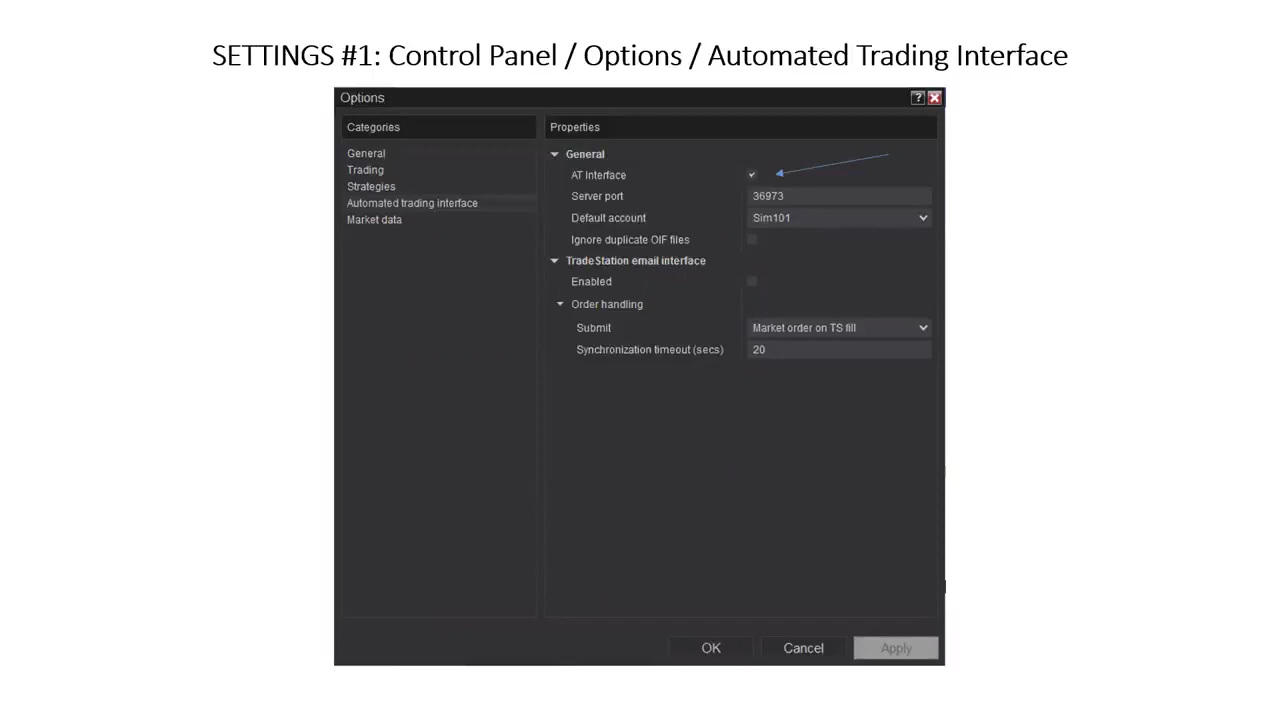 SETTINGS #1: Control Panel / Options / Automated Trading Interface
Options
?
Categories
Properties
General
Trading
Strategies
Automated trading interface
Market data
General
AT Interface
Server port 36973
Default account Sim101
Ignore duplicate OIF files
TradeStation email interface
Enabled
Order handling
Submit Market order on TS fill
Synchronization timeout (secs) 20
OK Cancel Apply